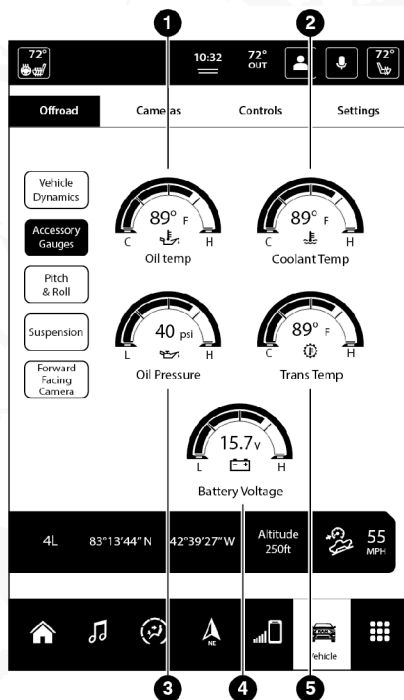 1 2
72° 10:32 72° OUT 72°
Offroad Cameras Controls Settings
Vehicle
Dynamics
Accessory
Gauges
Pitch
& Roll
Suspension
Forward
Facing
Camera
89° F
C H
Oil temp
89° F
C H
Coolant Temp
40 psi
L H
Oil Pressure
89° F
C H
Trans Temp
15.7v
L H
Battery Voltage
4L 83°13'44" N 42°39'27" W
Altitude
250ft
55
MPH
NE
Vehicle
3 4 5